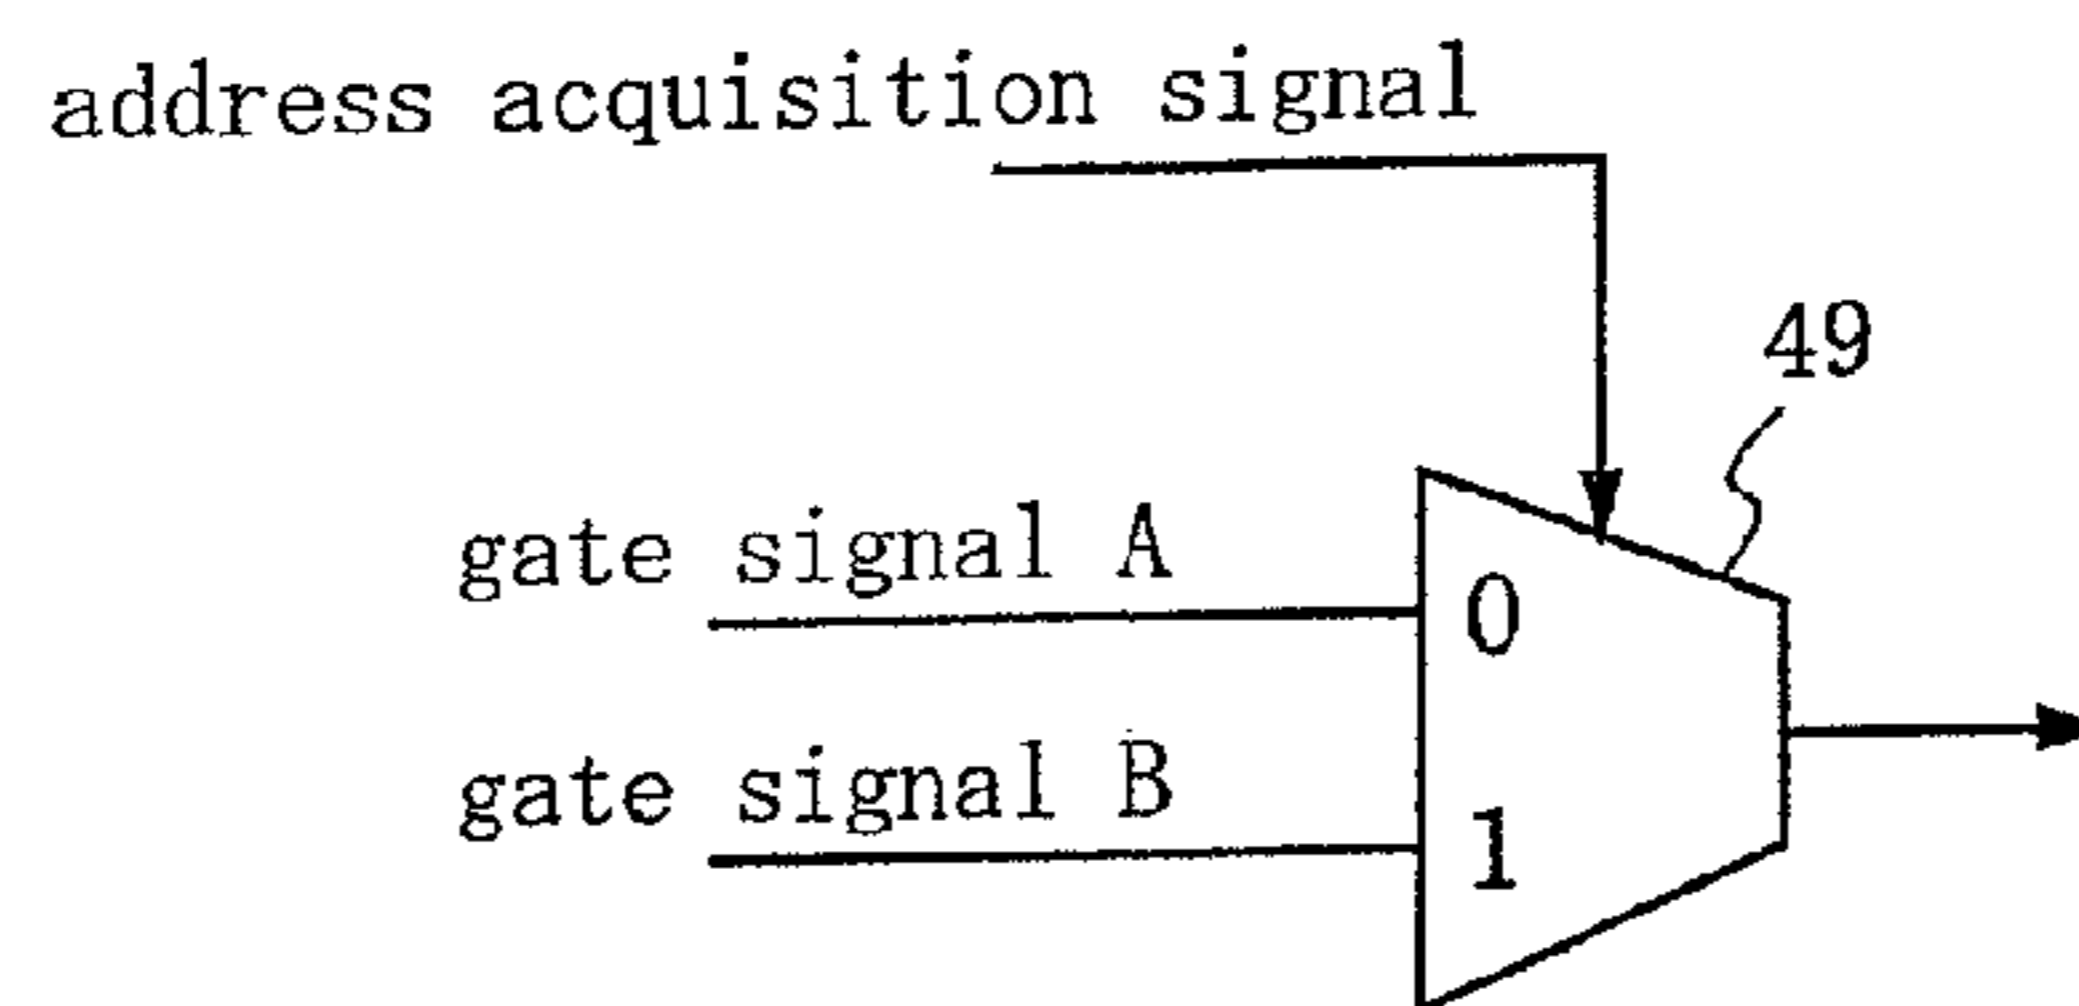 address acquisition signal
49
gate signal A
0
gate signal B
1